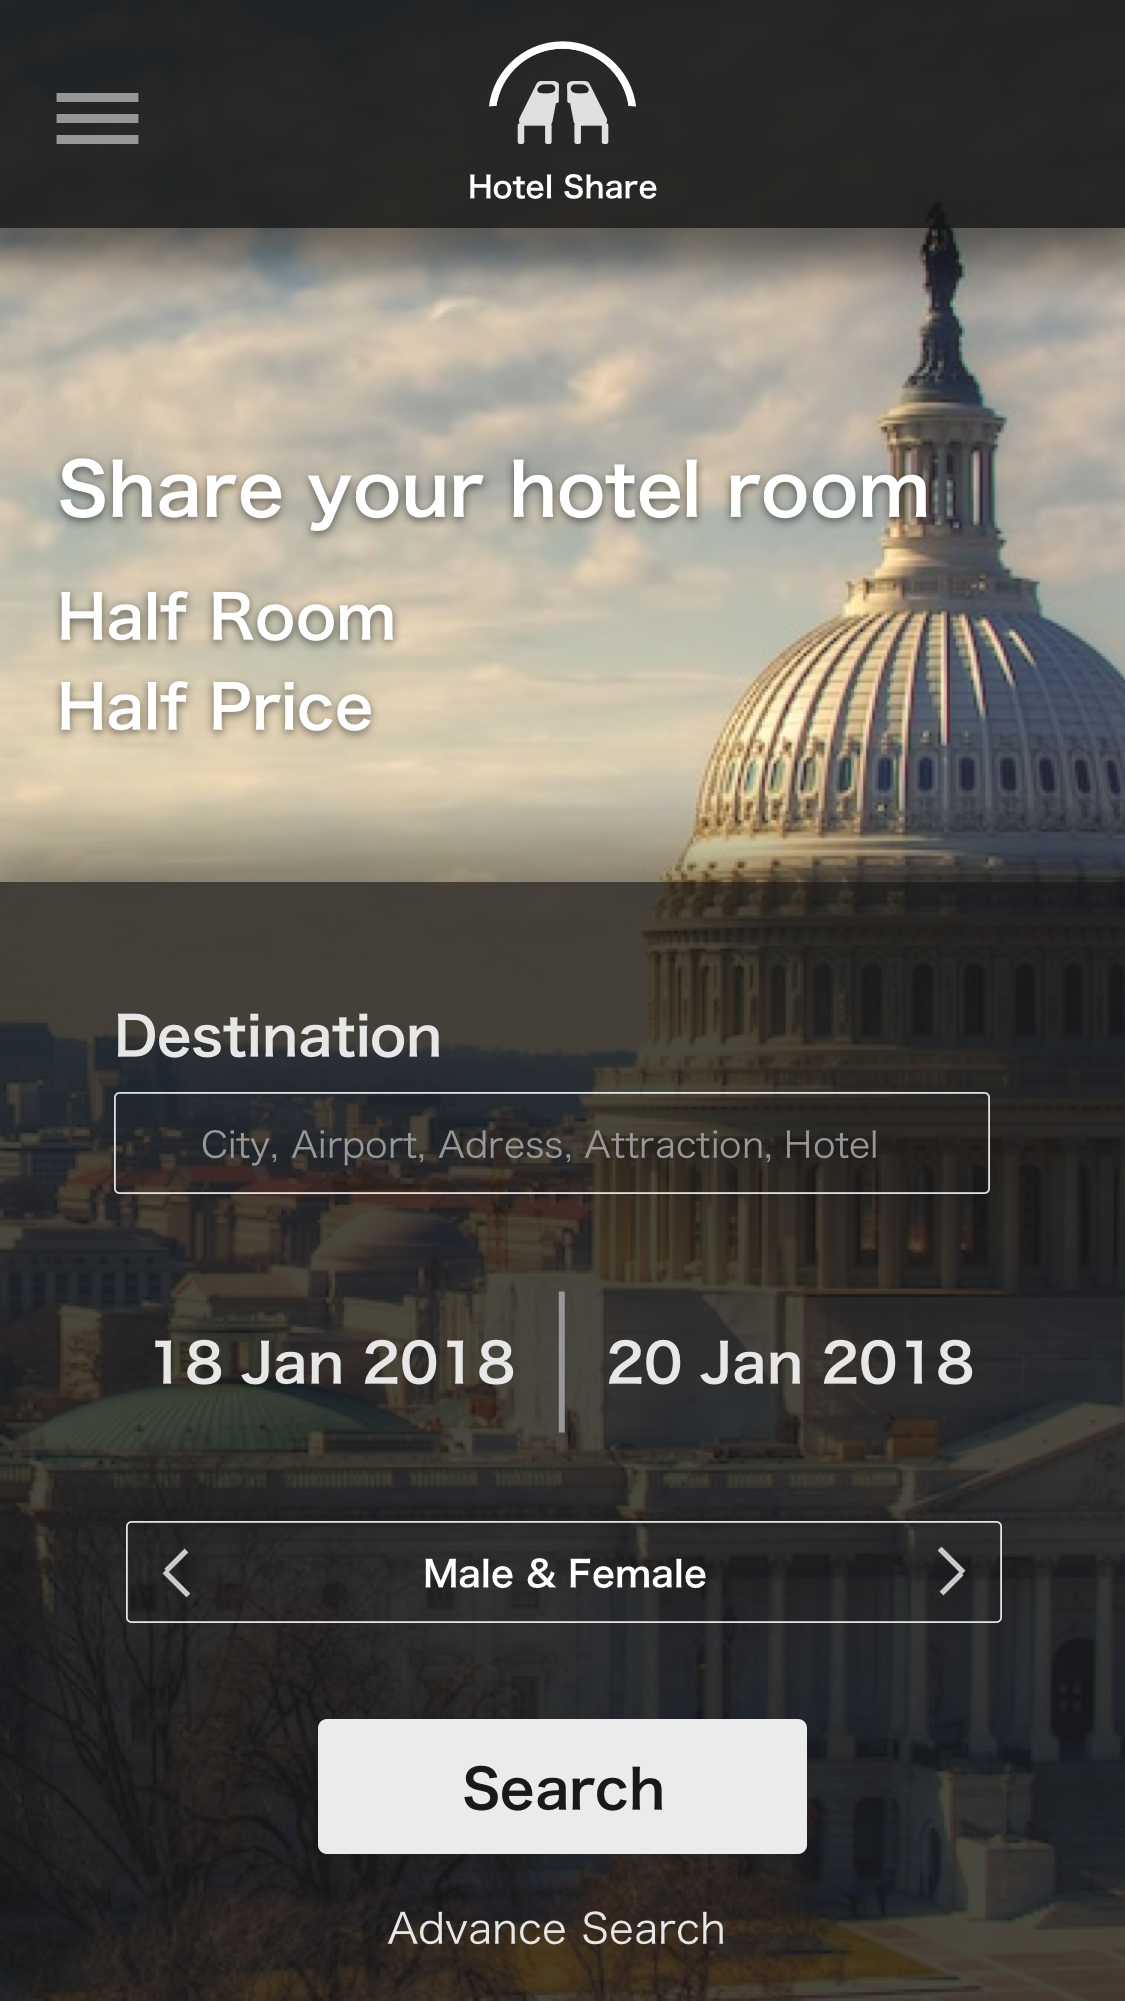 Hotel Share
Share your hotel room
Half Room
Half Price
Destination
City, Airport, Adress, Attraction, Hotel
18 Jan 2018
20 Jan 2018
Male & Female
Search
Advance Search